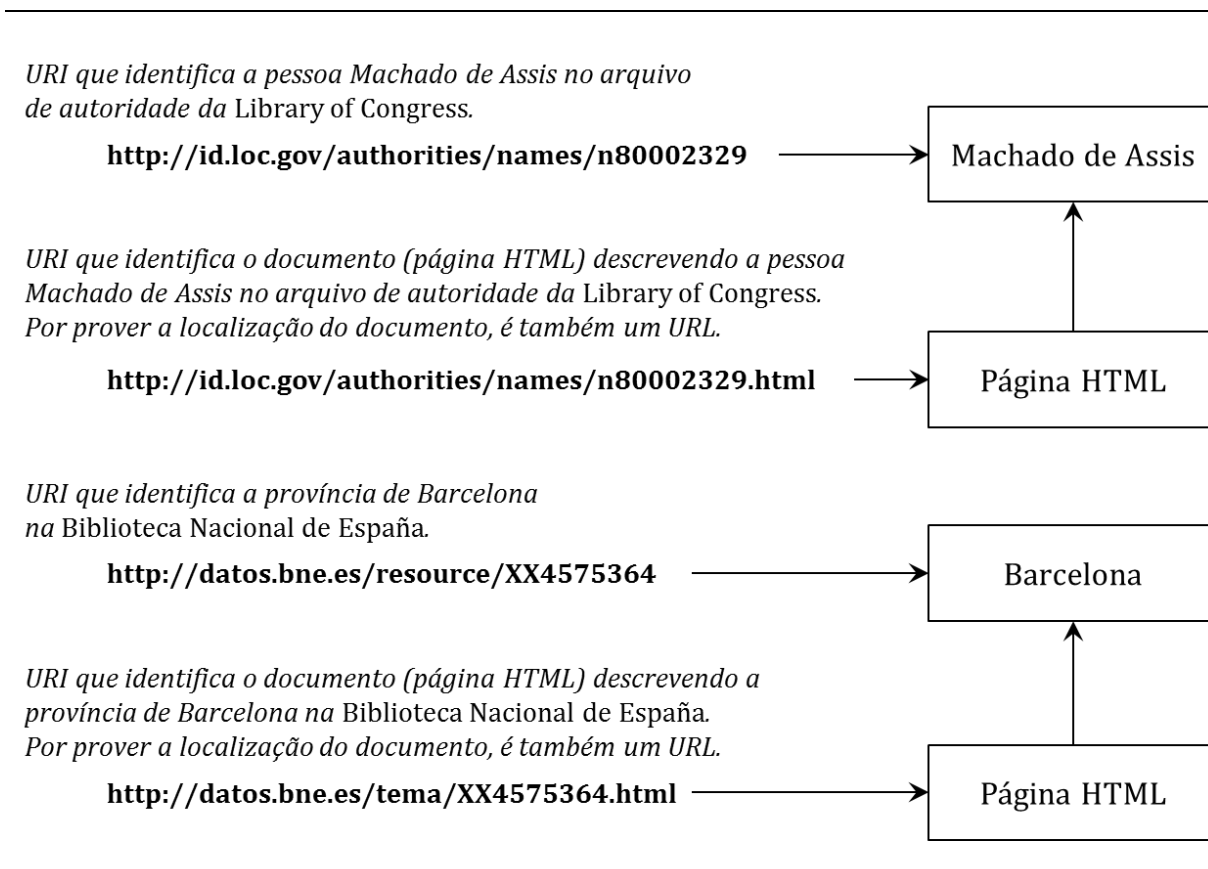 URI que identifica a pessoa Machado de Assis no arquivo
de autoridade da Library of Congress.
http://id.loc.gov/authorities/names/n80002329
Machado de Assis
URI que identifica o documento (página HTML) descrevendo a pessoa
Machado de Assis no arquivo de autoridade da Library of Congress.
Por prover a localização do documento, é também um URL.
http://id.loc.gov/authorities/names/n80002329.html
Página HTML
URI que identifica a província de Barcelona
na Biblioteca Nacional de España.
http://datos.bne.es/resource/XX4575364
Barcelona
URI que identifica o documento (página HTML) descrevendo a
província de Barcelona na Biblioteca Nacional de España.
Por prover a localização do documento, é também um URL.
http://datos.bne.es/tema/XX4575364.html
Página HTML